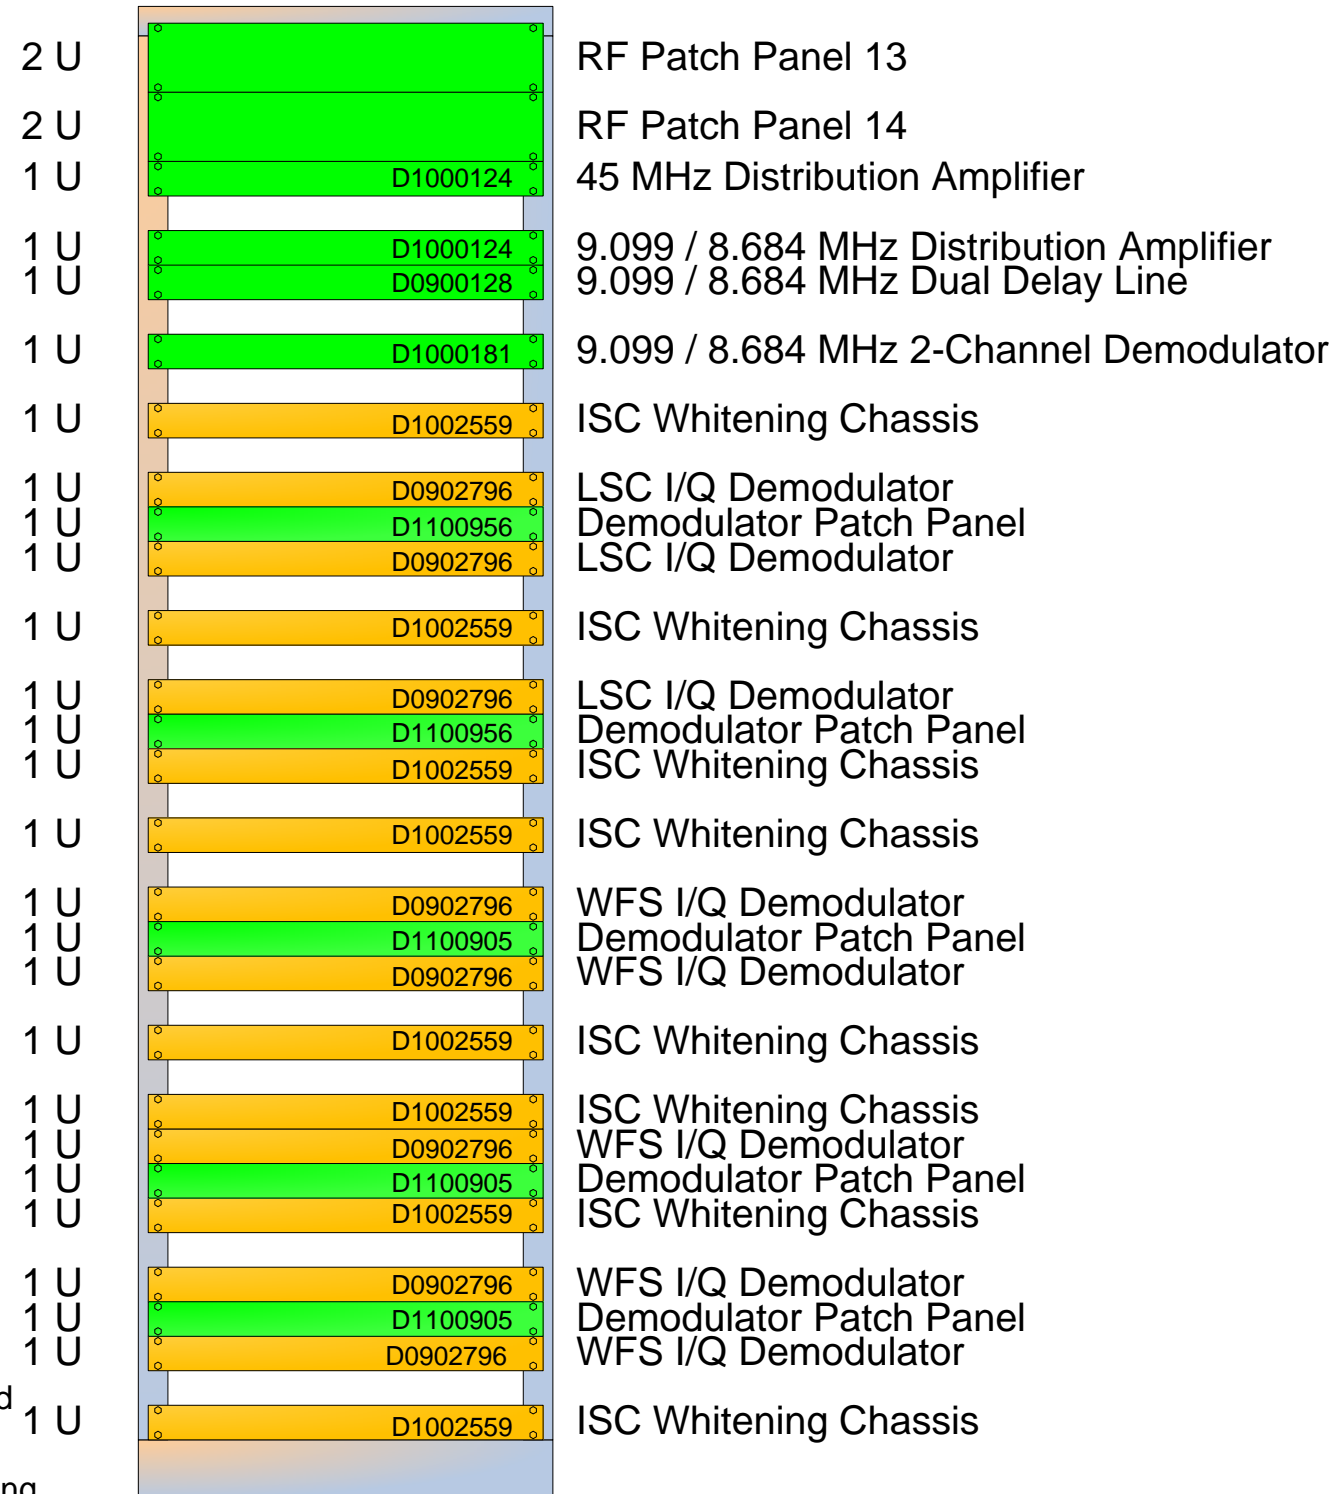 2 U RF Patch Panel 13
2 U RF Patch Panel 14
1 U D1000124 45 MHz Distribution Amplifier
1 U D1000124 9.099 / 8.684 MHz Distribution Amplifier
1 U D0900128 9.099 / 8.684 MHz Dual Delay Line
1 U D1000181 9.099 / 8.684 MHz 2-Channel Demodulator
1 U D1002559 ISC Whitening Chassis
1 U D0902796 LSC I/Q Demodulator
1 U D1100956 Demodulator Patch Panel
1 U D0902796 LSC I/Q Demodulator
1 U D1002559 ISC Whitening Chassis
1 U D0902796 LSC I/Q Demodulator
1 U D1100956 Demodulator Patch Panel
1 U D1002559 ISC Whitening Chassis
1 U D1002559 ISC Whitening Chassis
1 U D0902796 WFS I/Q Demodulator
1 U D1100905 Demodulator Patch Panel
1 U D0902796 WFS I/Q Demodulator
1 U D1002559 ISC Whitening Chassis
1 U D1002559 ISC Whitening Chassis
1 U D0902796 WFS I/Q Demodulator
1 U D1100905 Demodulator Patch Panel
1 U D1002559 ISC Whitening Chassis
1 U D0902796 WFS I/Q Demodulator
1 U D1100905 Demodulator Patch Panel
1 U D0902796 WFS I/Q Demodulator
1 U D1002559 ISC Whitening Chassis